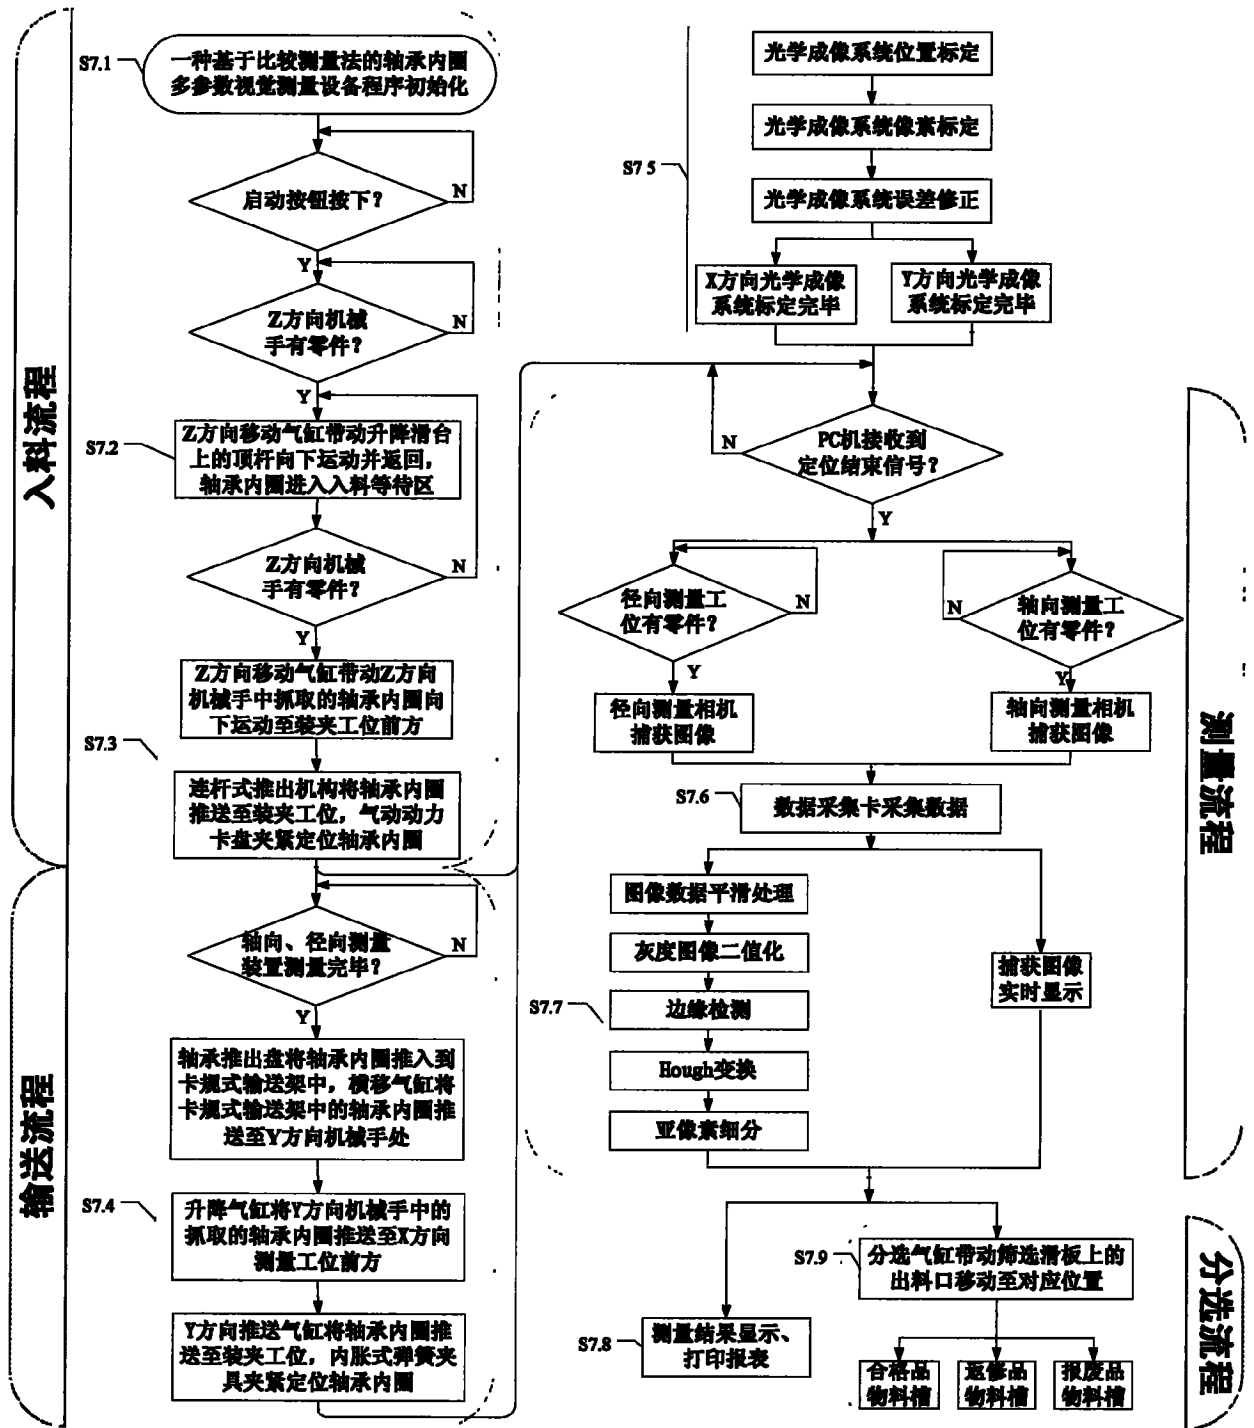 入料流程
S7.1
一种基于比较测量法的轴承内圈
多参数视觉测量设备程序初始化
启动按钮按下？
N
Y
Z方向机械
手有零件？
N
Y
S7.2
Z方向移动气缸带动升降滑台
上的顶杆向下运动并返回，
轴承内圈进入入料等待区
Z方向机械
手有零件？
N
Y
Z方向移动气缸带动Z方向
机械手中抓取的轴承内圈向
下运动至装夹工位前方
S7.3
连杆式推出机构将轴承内圈
推送至装夹工位，气动动力
卡盘夹紧定位轴承内圈
输送流程
轴向、径向测量
装置测量完毕？
N
Y
轴承推出盘将轴承内圈推入到
卡规式输送架中，横移气缸将
卡规式输送架中的轴承内圈推
送至Y方向机械手处
S7.4
升降气缸将Y方向机械手中的
抓取的轴承内圈推送至X方向
测量工位前方
Y方向推送气缸将轴承内圈推
送至装夹工位，内胀式弹簧夹
具夹紧定位轴承内圈
S7 5
光学成像系统位置标定
光学成像系统像素标定
光学成像系统误差修正
X方向光学成像
系统标定完毕
Y方向光学成像
系统标定完毕
测量流程
PC机接收到
定位结束信号？
N
Y
径向测量工
位有零件？
N
Y
轴向测量工
位有零件？
N
Y
径向测量相机
捕获图像
轴向测量相机
捕获图像
S7.6
数据采集卡采集数据
S7.7
图像数据平滑处理
灰度图像二值化
边缘检测
Hough变换
亚像素细分
捕获图像
实时显示
分选流程
S7.9
分选气缸带动筛选滑板上的
出料口移动至对应位置
S7.8
测量结果显示、
打印报表
合格品
物料槽
返修品
物料槽
报废品
物料槽